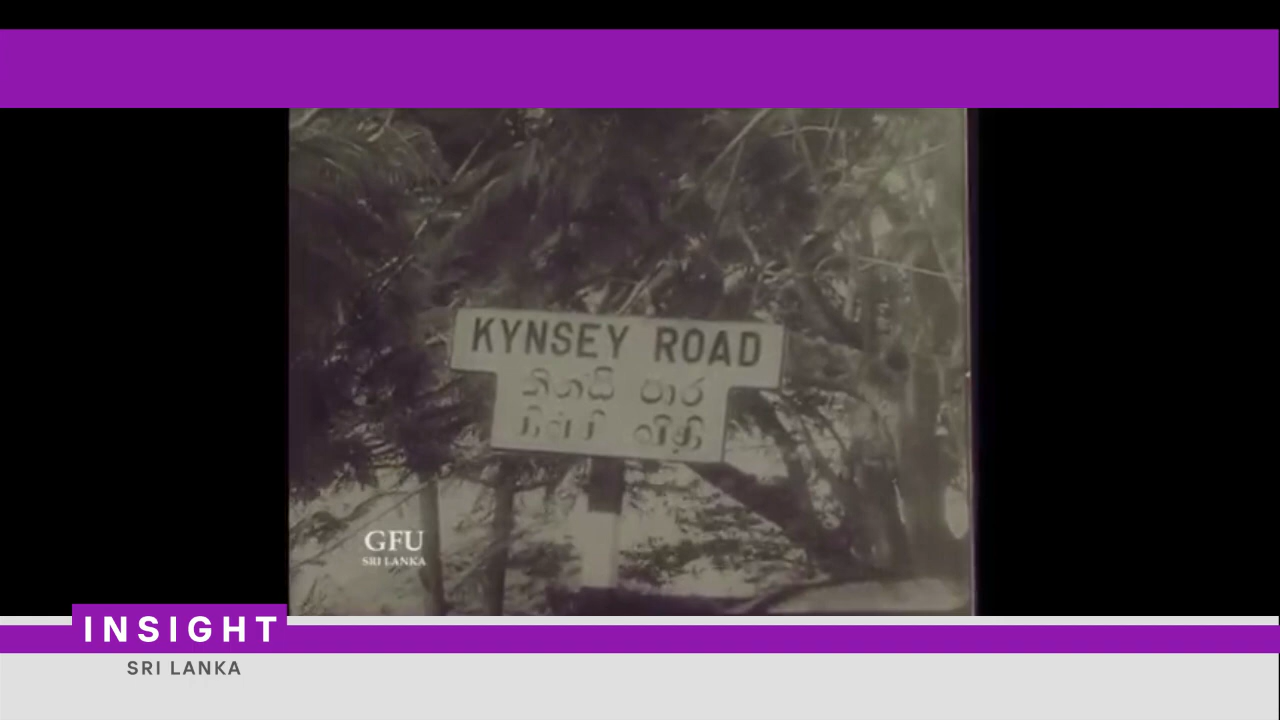 KYNSEY ROAD
පාර
வீதி
GFU
SRI LANKA
INSIGHT
SRI LANKA